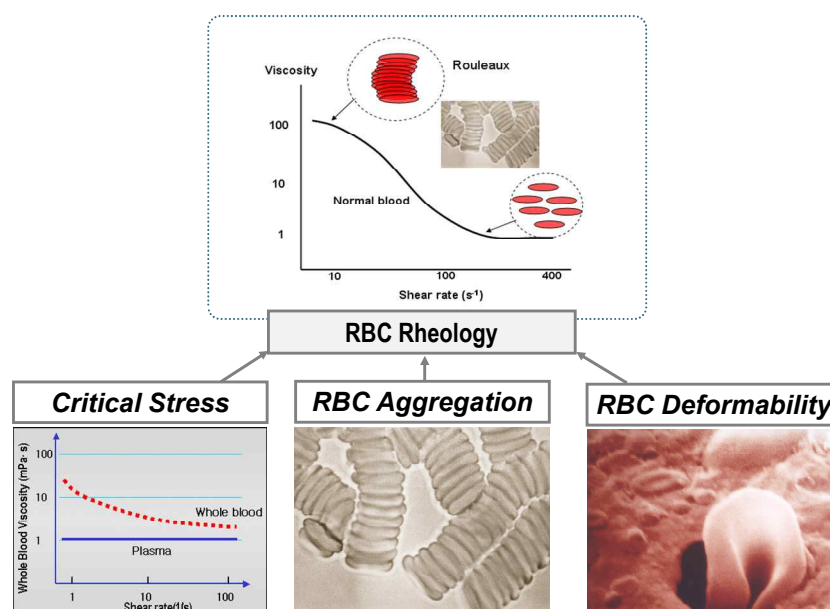 Viscosity
Rouleaux
100
10
Normal blood
1
10 100 400
Shear rate (s-1)
RBC Rheology
Critical Stress
RBC Aggregation
RBC Deformability
Whole Blood Viscosity (mPa· s)
100
10
Whole blood
1
Plasma
1 10 100
Shear rate(1/s)